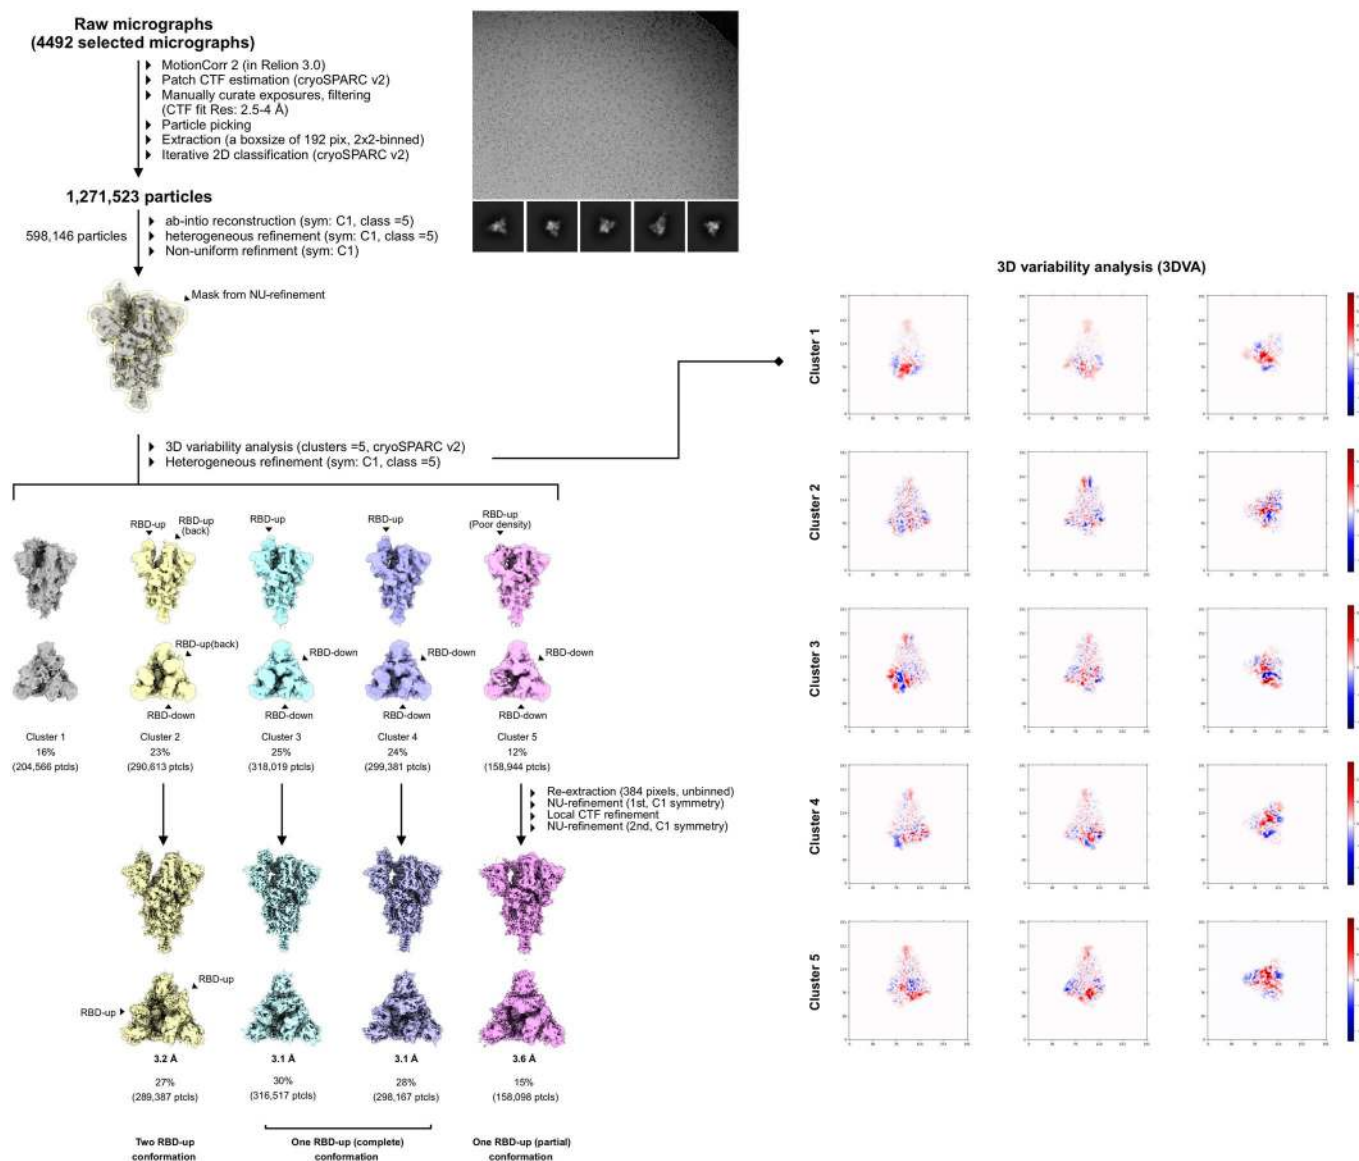 Raw micrographs
(4492 selected micrographs)
MotionCorr 2 (in Relion 3.0)
Patch CTF estimation (cryoSPARC v2)
Manually curate exposures, filtering
(CTF fit Res: 2.5-4 Å)
Particle picking
Extraction (a boxsize of 192 pix, 2x2-binned)
Iterative 2D classification (cryoSPARC v2)
1,271,523 particles
598,146 particles
ab-intio reconstruction (sym: C1, class =5)
heterogeneous refinement (sym: C1, class =5)
Non-uniform refinment (sym: C1)
Mask from NU-refinement
3D variability analysis (clusters =5, cryoSPARC v2)
Heterogeneous refinement (sym: C1, class =5)
RBD-up
RBD-up
(back)
RBD-up
RBD-up
RBD-up
(Poor density)
RBD-up(back)
RBD-down
RBD-down
RBD-down
RBD-down
RBD-down
RBD-down
RBD-down
Cluster 1
16%
(204,566 ptcls)
Cluster 2
23%
(290,613 ptcls)
Cluster 3
25%
(318,019 ptcls)
Cluster 4
24%
(299,381 ptcls)
Cluster 5
12%
(158,944 ptcls)
Re-extraction (384 pixels, unbinned)
NU-refinement (1st, C1 symmetry)
Local CTF refinement
NU-refinement (2nd, C1 symmetry)
RBD-up
RBD-up
3.2 Å
27%
(289,387 ptcls)
3.1 Å
30%
(316,517 ptcls)
3.1 Å
28%
(298,167 ptcls)
3.6 Å
15%
(158,098 ptcls)
Two RBD-up
conformation
One RBD-up (complete)
conformation
One RBD-up (partial)
conformation
3D variability analysis (3DVA)
Cluster 1
Cluster 2
Cluster 3
Cluster 4
Cluster 5